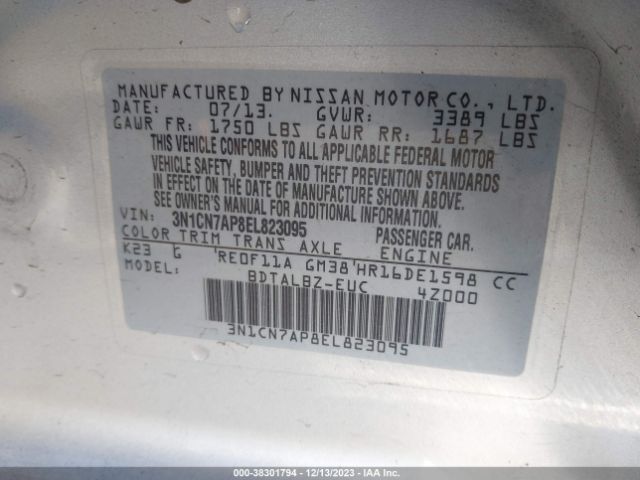 MANUFACTURED BY NISSAN MOTOR CO., LTD.
DATE: 07/13. GVWR: 3389 LBS
GAWR FR: 1750 LBS GAWR RR: 1687 LBS
THIS VEHICLE CONFORMS TO ALL APPLICABLE FEDERAL MOTOR
VEHICLE SAFETY, BUMPER AND THEFT PREVENTION STANDARDS
IN EFFECT ON THE DATE OF MANUFACTURE SHOWN ABOVE.
SEE OWNER'S MANUAL FOR ADDITIONAL INFORMATION.
VIN: 3N1CN7AP8EL823095 PASSENGER CAR.
COLOR TRIM TRANS AXLE ENGINE
K23 G 'RE0F11A GM38'HR16DE1598 CC
MODEL: BDTALBZ-EUC 4Z000
3N1CN7AP8EL823095
000-38301794 - 12/13/2023 - IAA Inc.